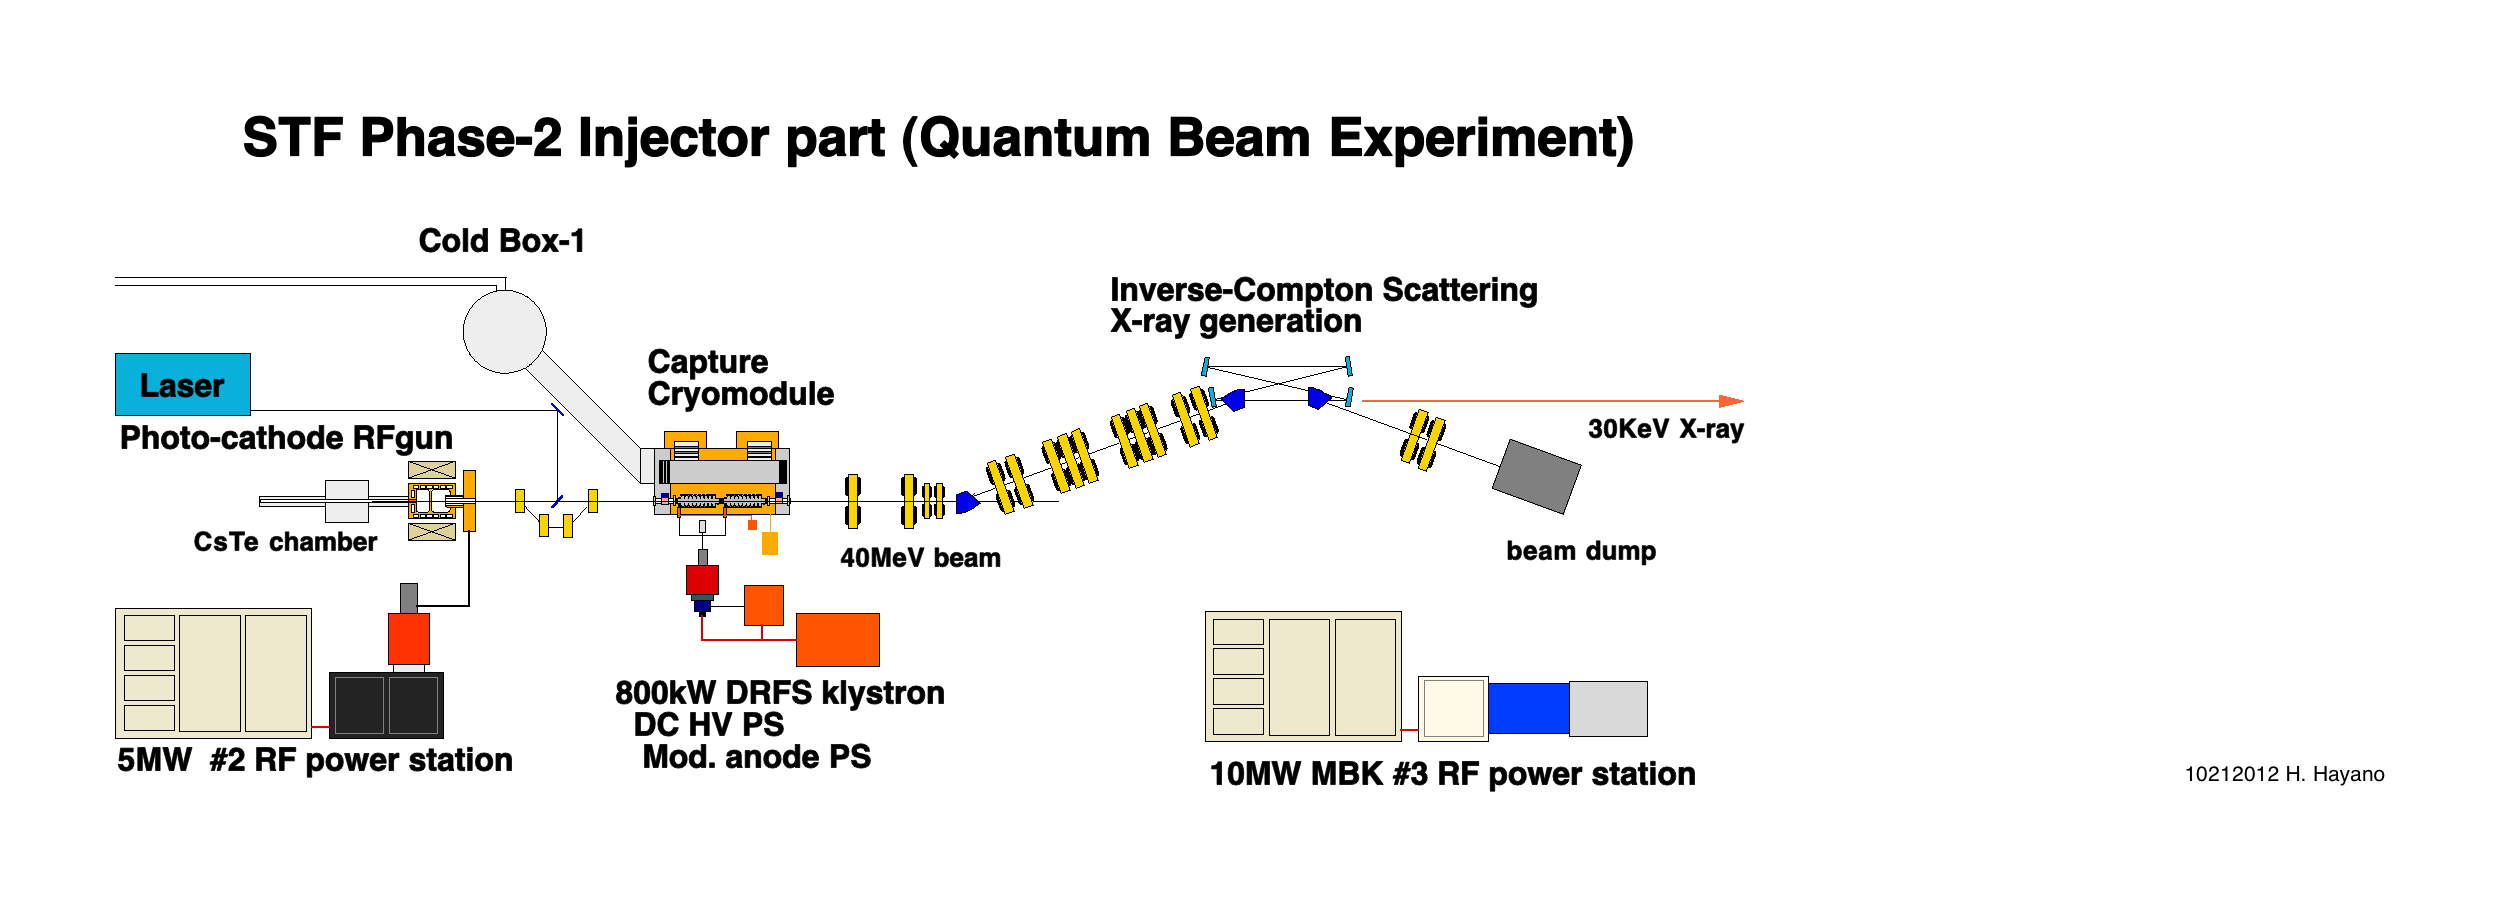 STF Phase-2 Injector part (Quantum Beam Experiment)
Cold Box-1
Inverse-Compton Scattering
X-ray generation
Laser
Capture
Cryomodule
Photo-cathode RFgun
30KeV X-ray
CsTe chamber
40MeV beam
beam dump
800kW DRFS klystron
DC HV PS
Mod. anode PS
5MW #2 RF power station
10MW MBK #3 RF power station
10212012 H. Hayano